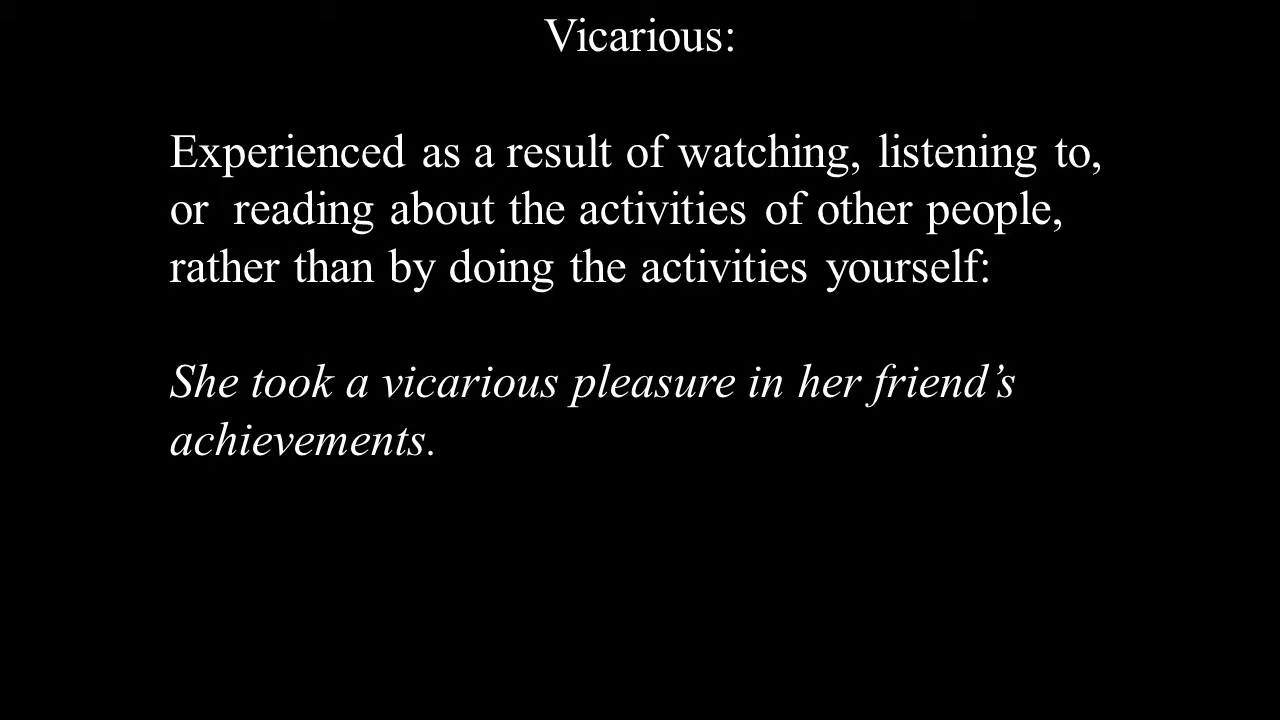 Vicarious:
Experienced as a result of watching, listening to,
or reading about the activities of other people,
rather than by doing the activities yourself:
She took a vicarious pleasure in her friend’s
achievements.